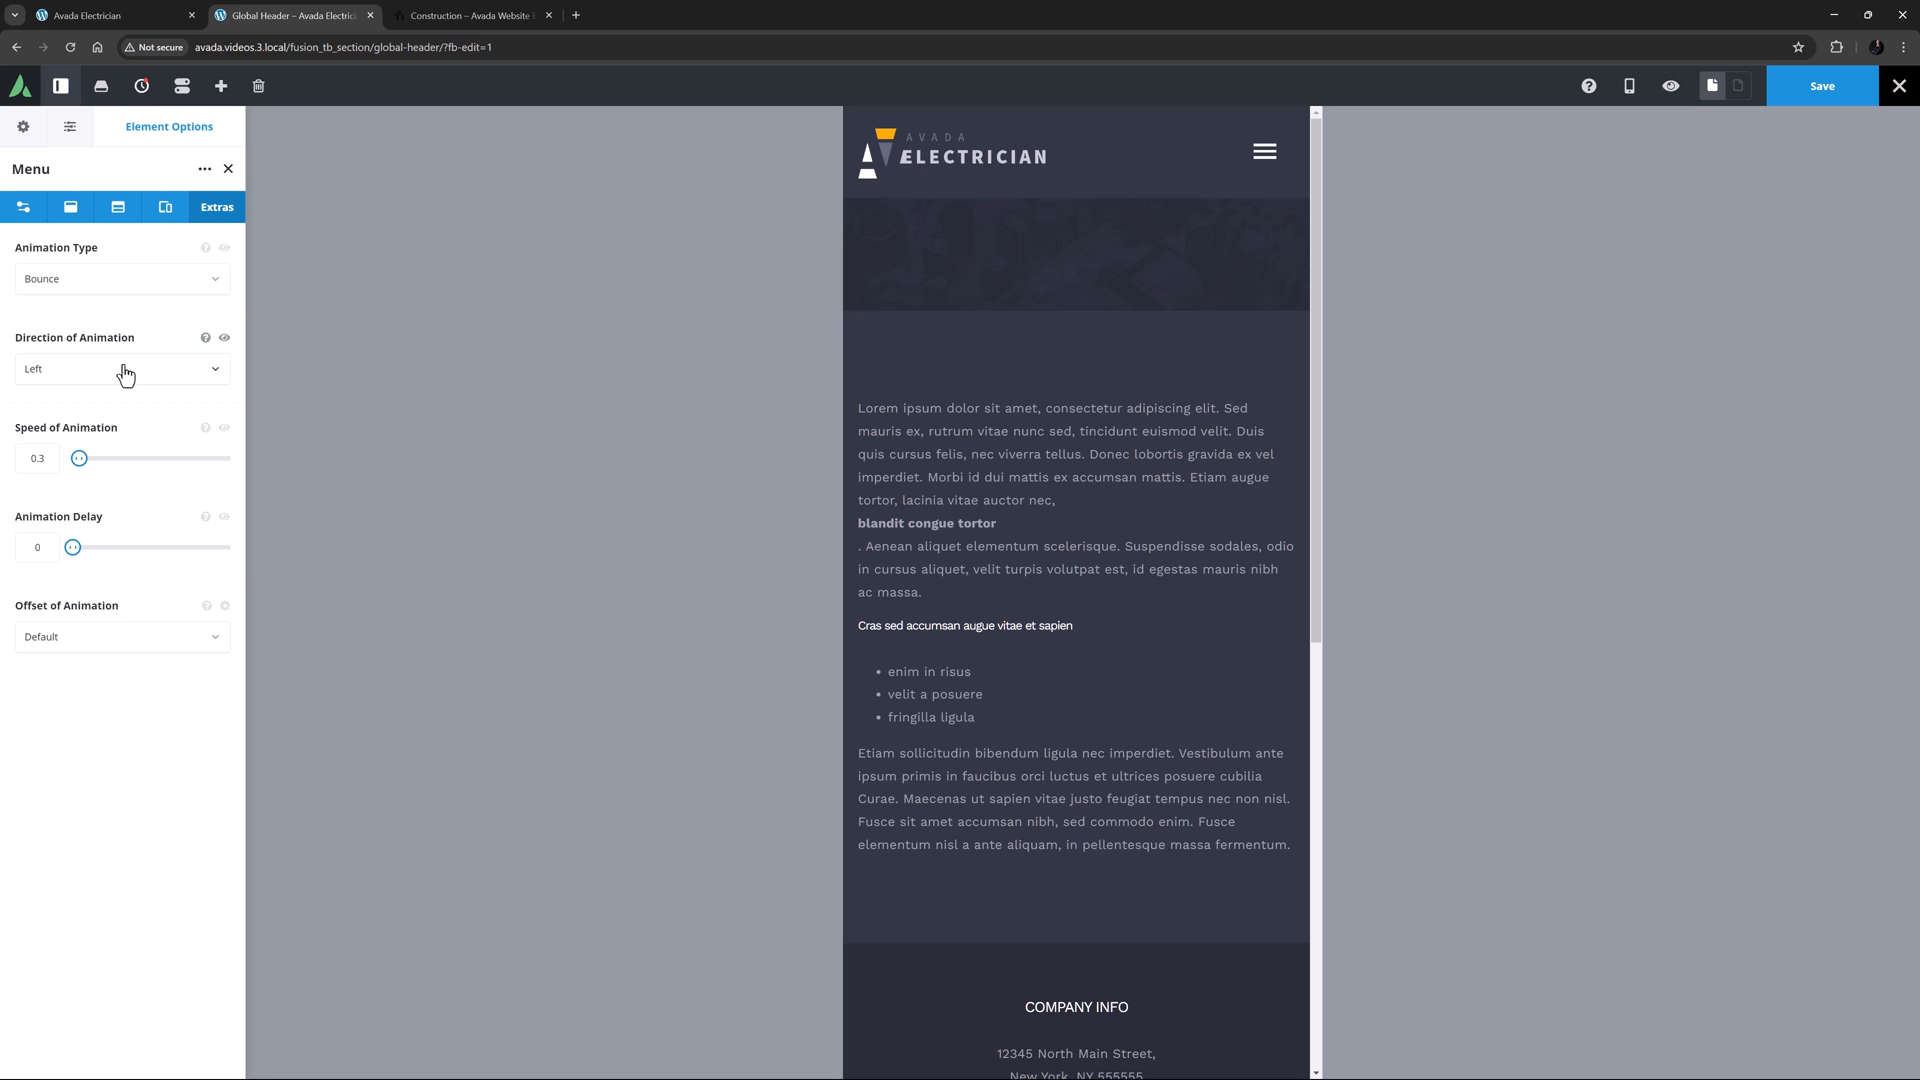 Avada Electrician
Global Header – Avada Electric
Construction – Avada Website
Not secure
avada.videos.3.local/fusion_tb_section/global-header/?fb-edit=1
Save
Element Options
Menu
Extras
Animation Type
Bounce
Direction of Animation
Left
Speed of Animation
0.3
Animation Delay
0
Offset of Animation
Default
AVADA
ELECTRICIAN
Lorem ipsum dolor sit amet, consectetur adipiscing elit. Sed
mauris ex, rutrum vitae nunc sed, tincidunt euismod velit. Duis
quis cursus felis, nec viverra tellus. Donec lobortis gravida ex vel
imperdiet. Morbi id dui mattis ex accumsan mattis. Etiam augue
tortor, lacinia vitae auctor nec,
blandit congue tortor
. Aenean aliquet elementum scelerisque. Suspendisse sodales, odio
in cursus aliquet, velit turpis volutpat est, id egestas mauris nibh
ac massa.
Cras sed accumsan augue vitae et sapien
• enim in risus
• velit a posuere
• fringilla ligula
Etiam sollicitudin bibendum ligula nec imperdiet. Vestibulum ante
ipsum primis in faucibus orci luctus et ultrices posuere cubilia
Curae. Maecenas ut sapien vitae justo feugiat tempus nec non nisl.
Fusce sit amet accumsan nibh, sed commodo enim. Fusce
elementum nisl a ante aliquam, in pellentesque massa fermentum.
COMPANY INFO
12345 North Main Street,
New York, NY 555555